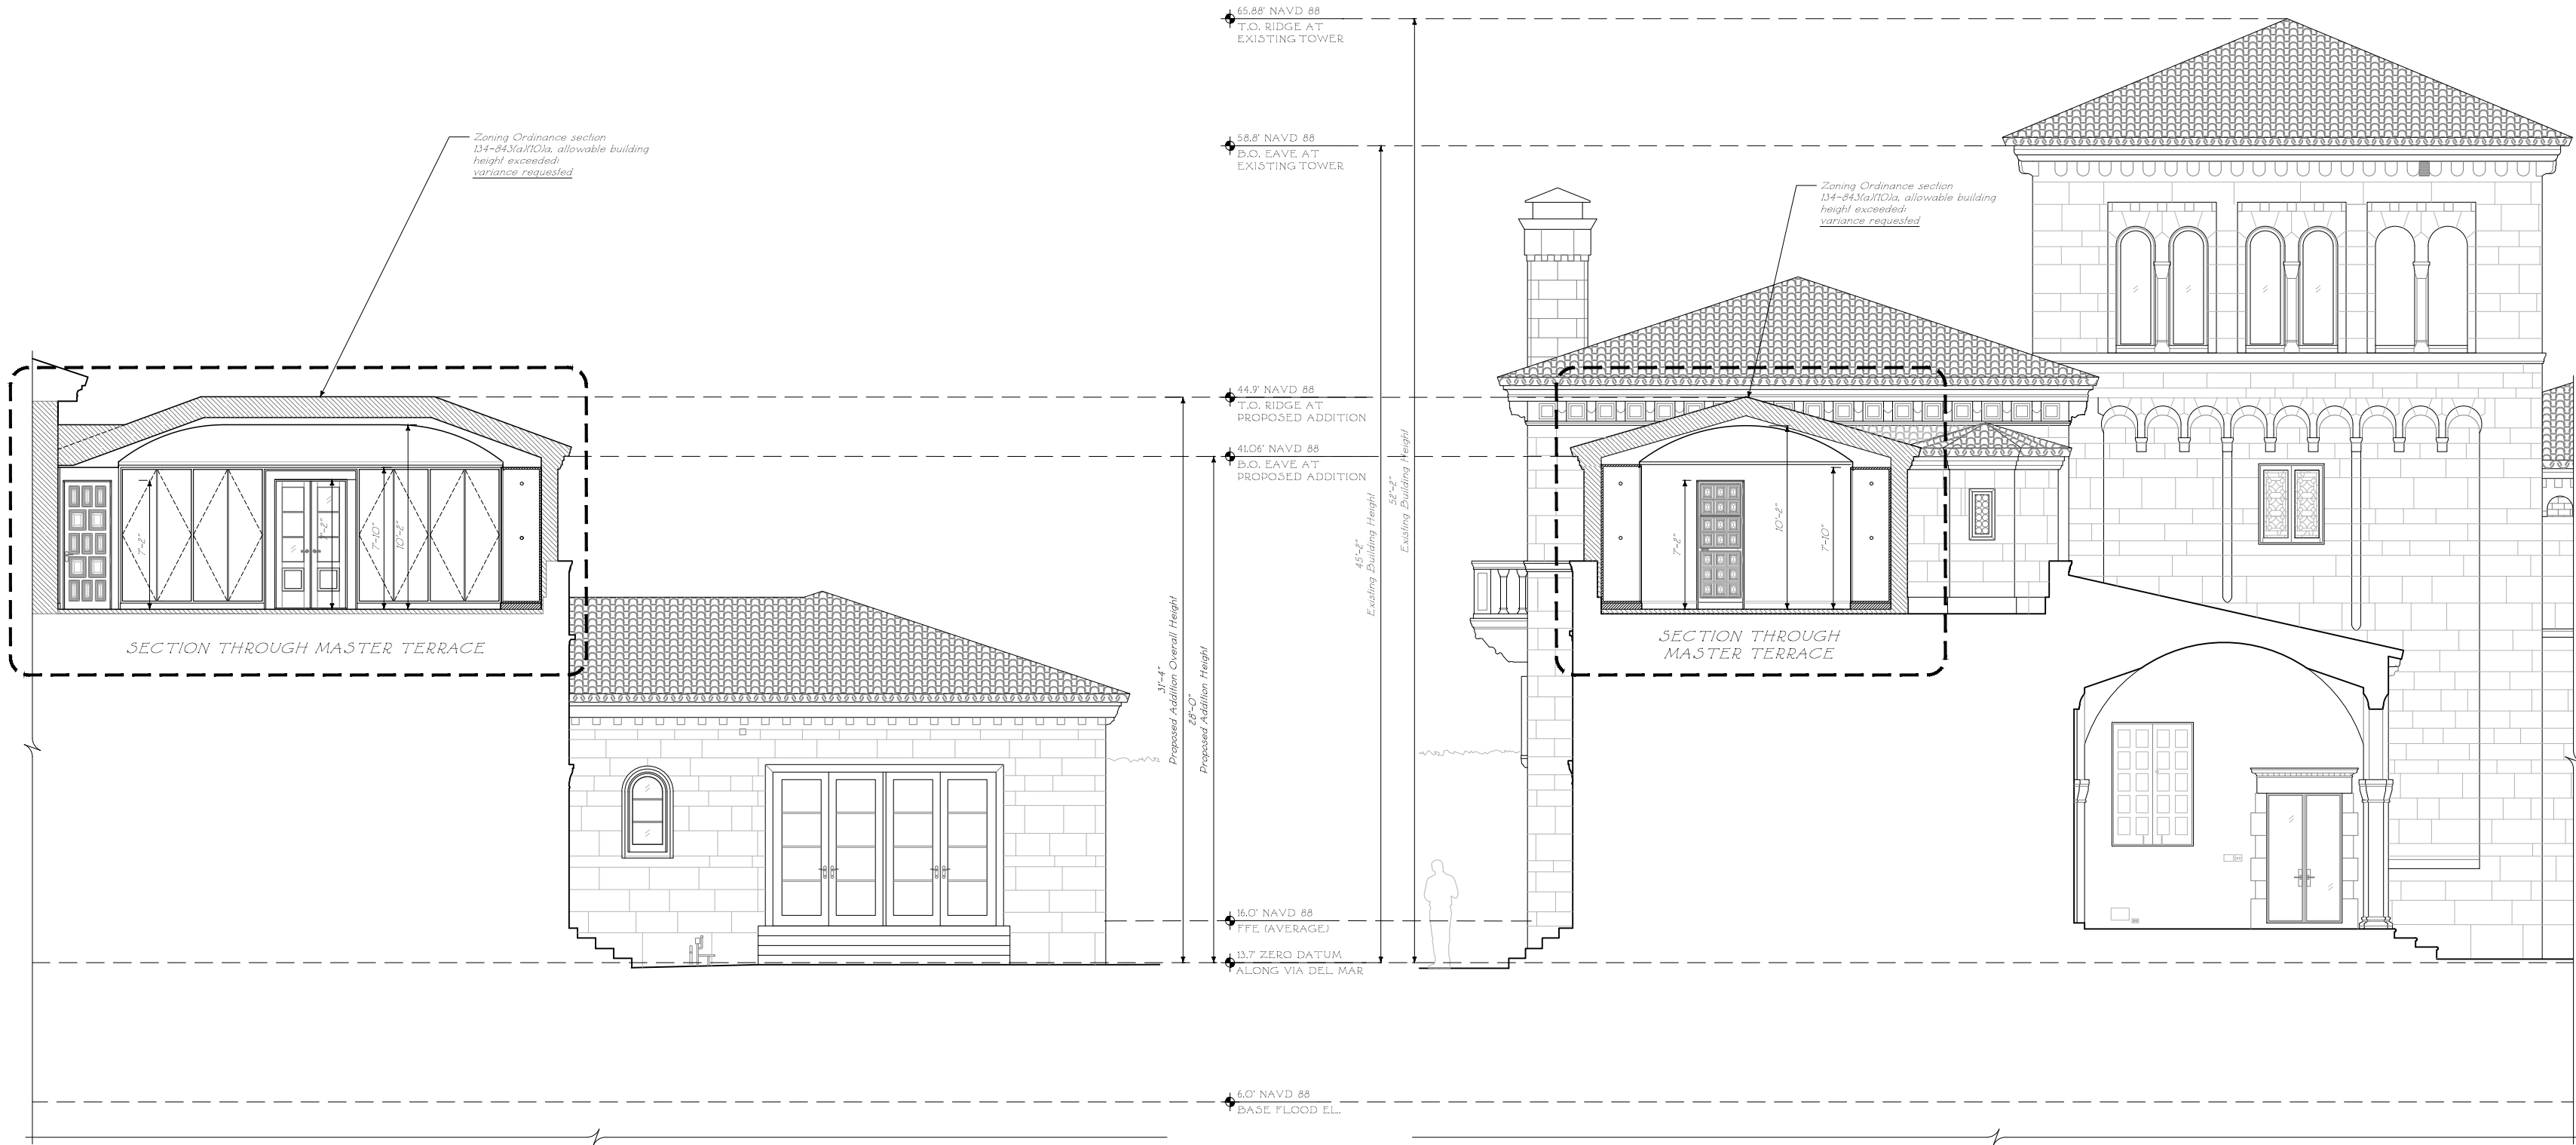 65.88' NAVD 88
T.O. RIDGE AT
EXISTING TOWER
Zoning Ordinance section
134-843(a)(10)a, allowable building
height exceeded:
variance requested
58.8' NAVD 88
B.O. EAVE AT
EXISTING TOWER
Zoning Ordinance section
134-843(a)(10)a, allowable building
height exceeded:
variance requested
44.9' NAVD 88
T.O. RIDGE AT
PROPOSED ADDITION
41.06' NAVD 88
B.O. EAVE AT
PROPOSED ADDITION
7'-2"
7'-2"
7'-10"
10'-2"
SECTION THROUGH MASTER TERRACE
31'-4"
Proposed Addition Overall Height
28'-0"
Proposed Addition Height
45'-2"
Existing Building Height
52'-2"
Existing Building Height
7'-2"
10'-2"
7'-10"
SECTION THROUGH
MASTER TERRACE
16.0' NAVD 88
FFE (AVERAGE)
13.7' ZERO DATUM
ALONG VIA DEL MAR
6.0' NAVD 88
BASE FLOOD EL.